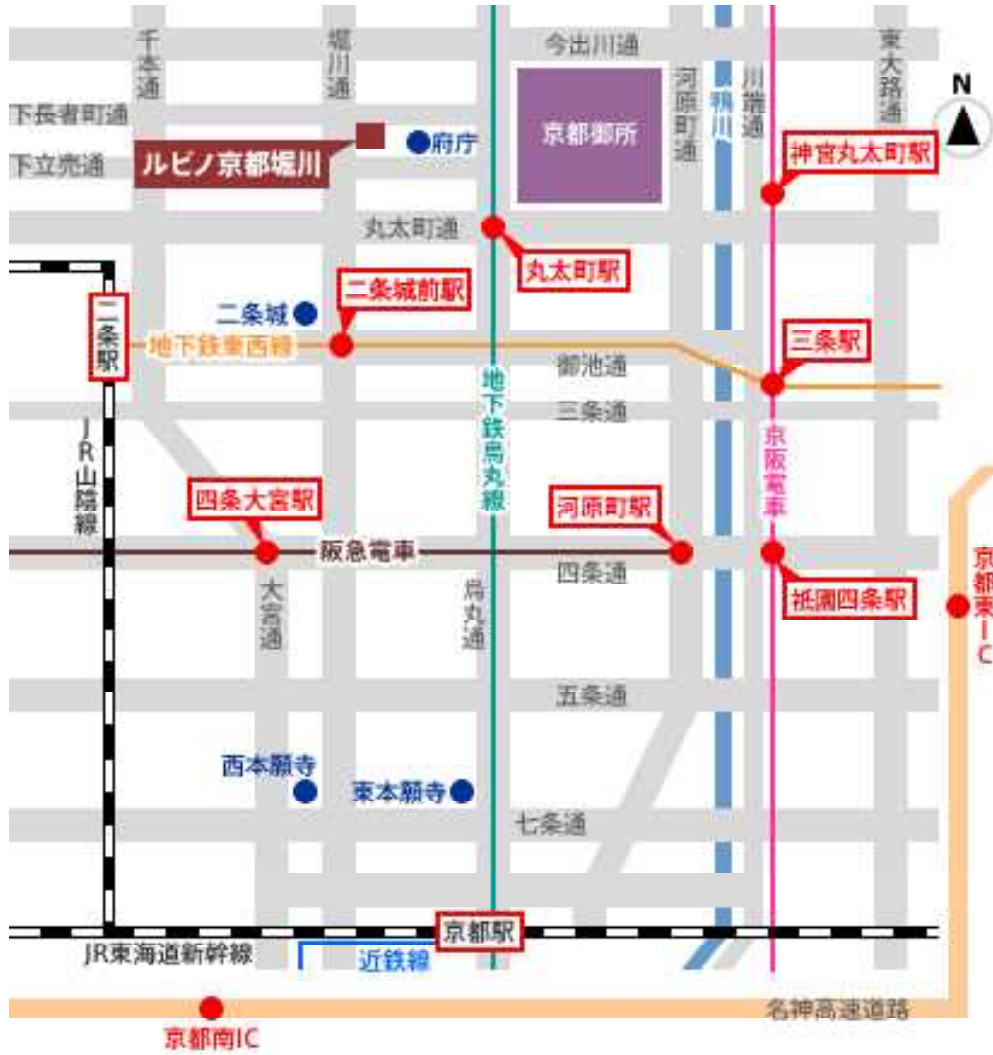 千本通
堀川通
今出川通
東大路通
河原町通
鴨川
川端通
N
下長者町通
府庁
京都御所
下立売通
ルビノ京都堀川
神宮丸太町駅
丸太町通
丸太町駅
二条城前駅
二条城
二条駅
地下鉄東西線
三条駅
御池通
地下鉄烏丸線
三条通
JR山陰線
京阪電車
四条大宮駅
河原町駅
阪急電車
四条通
京都東IC
大宮通
烏丸通
祇園四条駅
五条通
西本願寺
東本願寺
七条通
京都駅
JR東海道新幹線
近鉄線
名神高速道路
京都南IC